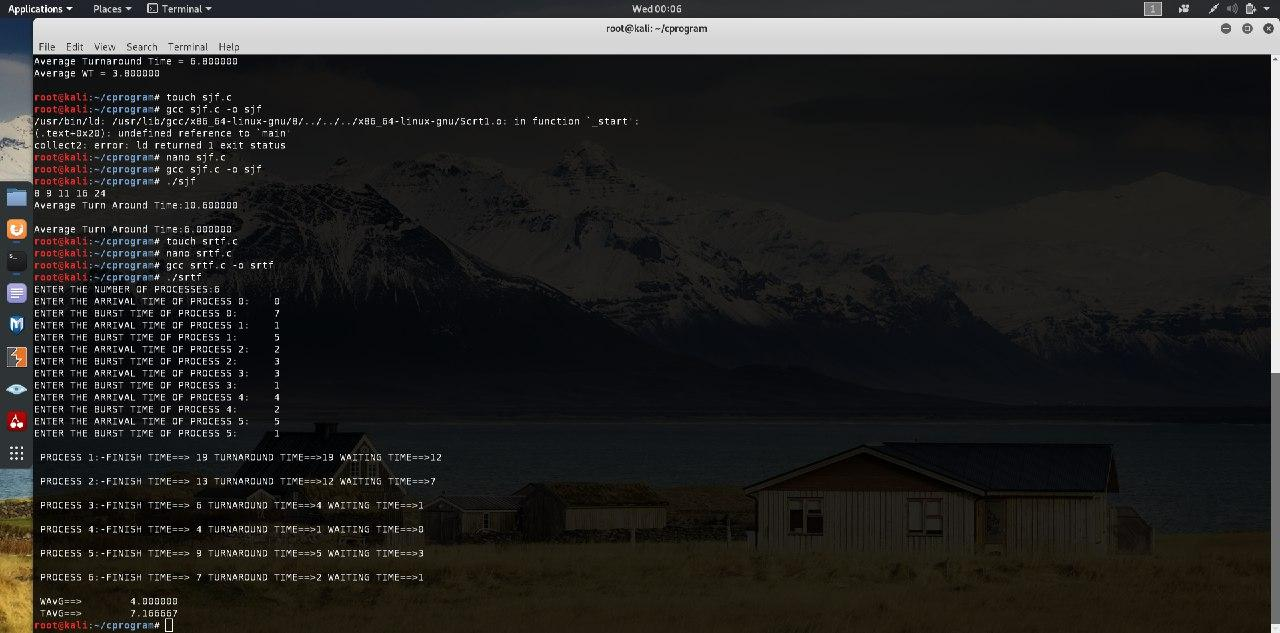 Applications Places Terminal Wed 00:06 1
root@kali: ~/cprogram
File Edit View Search Terminal Help
Average Turnaround Time = 6.800000
Average WT = 3.800000
root@kali:~/cprogram# touch sjf.c
root@kali:~/cprogram# gcc sjf.c -o sjf
/usr/bin/ld: /usr/lib/gcc/x86_64-linux-gnu/8/../../../x86_64-linux-gnu/Scrt1.o: in function `_start':
(.text+0x20): undefined reference to `main'
collect2: error: ld returned 1 exit status
root@kali:~/cprogram# nano sjf.c
root@kali:~/cprogram# gcc sjf.c -o sjf
root@kali:~/cprogram# ./sjf
8 9 11 16 24
Average Turn Around Time:10.600000
Average Turn Around Time:6.000000
root@kali:~/cprogram# touch srtf.c
root@kali:~/cprogram# nano srtf.c
root@kali:~/cprogram# gcc srtf.c -o srtf
root@kali:~/cprogram# ./srtf
ENTER THE NUMBER OF PROCESSES:6
ENTER THE ARRIVAL TIME OF PROCESS 0: 0
ENTER THE BURST TIME OF PROCESS 0: 7
ENTER THE ARRIVAL TIME OF PROCESS 1: 1
ENTER THE BURST TIME OF PROCESS 1: 5
ENTER THE ARRIVAL TIME OF PROCESS 2: 2
ENTER THE BURST TIME OF PROCESS 2: 3
ENTER THE ARRIVAL TIME OF PROCESS 3: 3
ENTER THE BURST TIME OF PROCESS 3: 1
ENTER THE ARRIVAL TIME OF PROCESS 4: 4
ENTER THE BURST TIME OF PROCESS 4: 2
ENTER THE ARRIVAL TIME OF PROCESS 5: 5
ENTER THE BURST TIME OF PROCESS 5: 1
PROCESS 1:-FINISH TIME==> 19 TURNAROUND TIME==>19 WAITING TIME==>12
PROCESS 2:-FINISH TIME==> 13 TURNAROUND TIME==>12 WAITING TIME==>7
PROCESS 3:-FINISH TIME==> 6 TURNAROUND TIME==>4 WAITING TIME==>1
PROCESS 4:-FINISH TIME==> 4 TURNAROUND TIME==>1 WAITING TIME==>0
PROCESS 5:-FINISH TIME==> 9 TURNAROUND TIME==>5 WAITING TIME==>3
PROCESS 6:-FINISH TIME==> 7 TURNAROUND TIME==>2 WAITING TIME==>1
WAvG==> 4.000000
TAVG==> 7.166667
root@kali:~/cprogram#